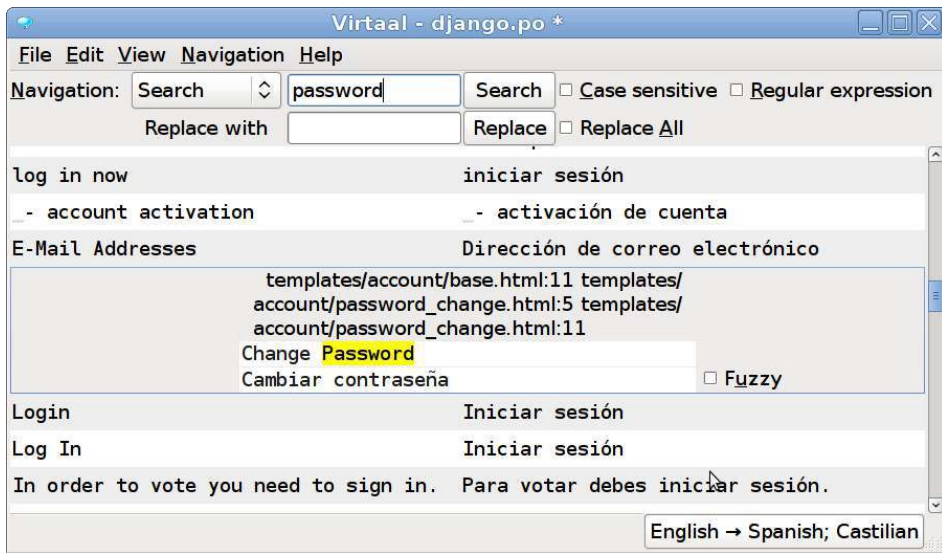 Virtaal - django.po *
File Edit View Navigation Help
Navigation: Search password Search Case sensitive Regular expression
Replace with Replace Replace All
log in now iniciar sesión
_- account activation _- activación de cuenta
E-Mail Addresses Dirección de correo electrónico
templates/account/base.html:11 templates/
account/password_change.html:5 templates/
account/password_change.html:11
Change Password
Cambiar contraseña Fuzzy
Login Iniciar sesión
Log In Iniciar sesión
In order to vote you need to sign in. Para votar debes iniciar sesión.
English → Spanish; Castilian